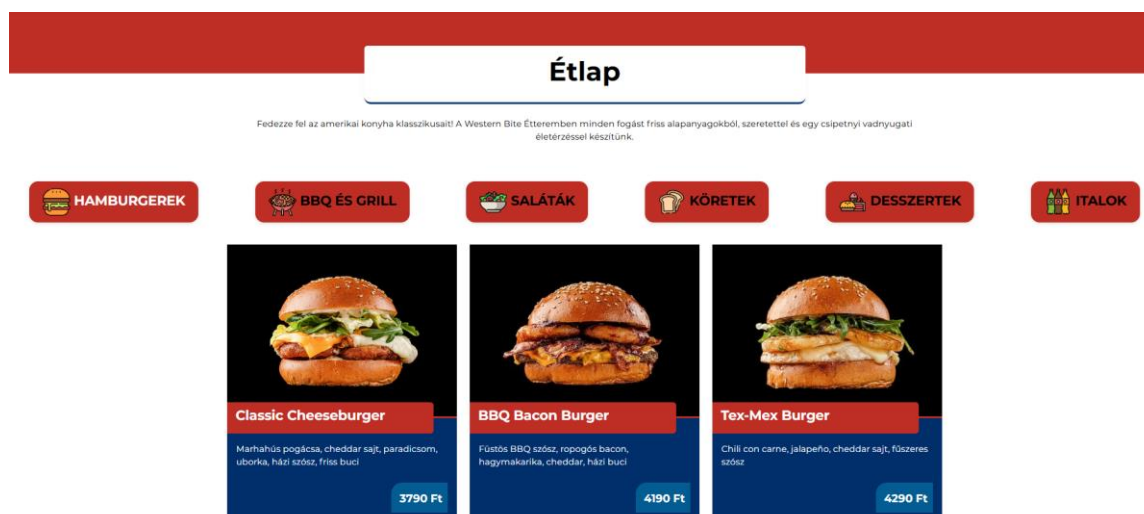 Étlap
Fedezze fel az amerikai konyha klasszikusait! A Western Bite Étteremben minden fogást friss alapanyagokból, szeretettel és egy csipetnyi vadnyugati
életérzéssel készítünk.
HAMBURGEREK
BBQ ÉS GRILL
SALÁTÁK
KÖRETEK
DESSZERTEK
ITALOK
Classic Cheeseburger
Marhahús pogácsa, cheddar sajt, paradicsom,
uborka, házi szósz, friss buci
3790 Ft
BBQ Bacon Burger
Füstös BBQ szósz, ropogós bacon,
hagymakarika, cheddar, házi buci
4190 Ft
Tex-Mex Burger
Chili con carne, jalapeño, cheddar sajt, fűszeres
szósz
4290 Ft